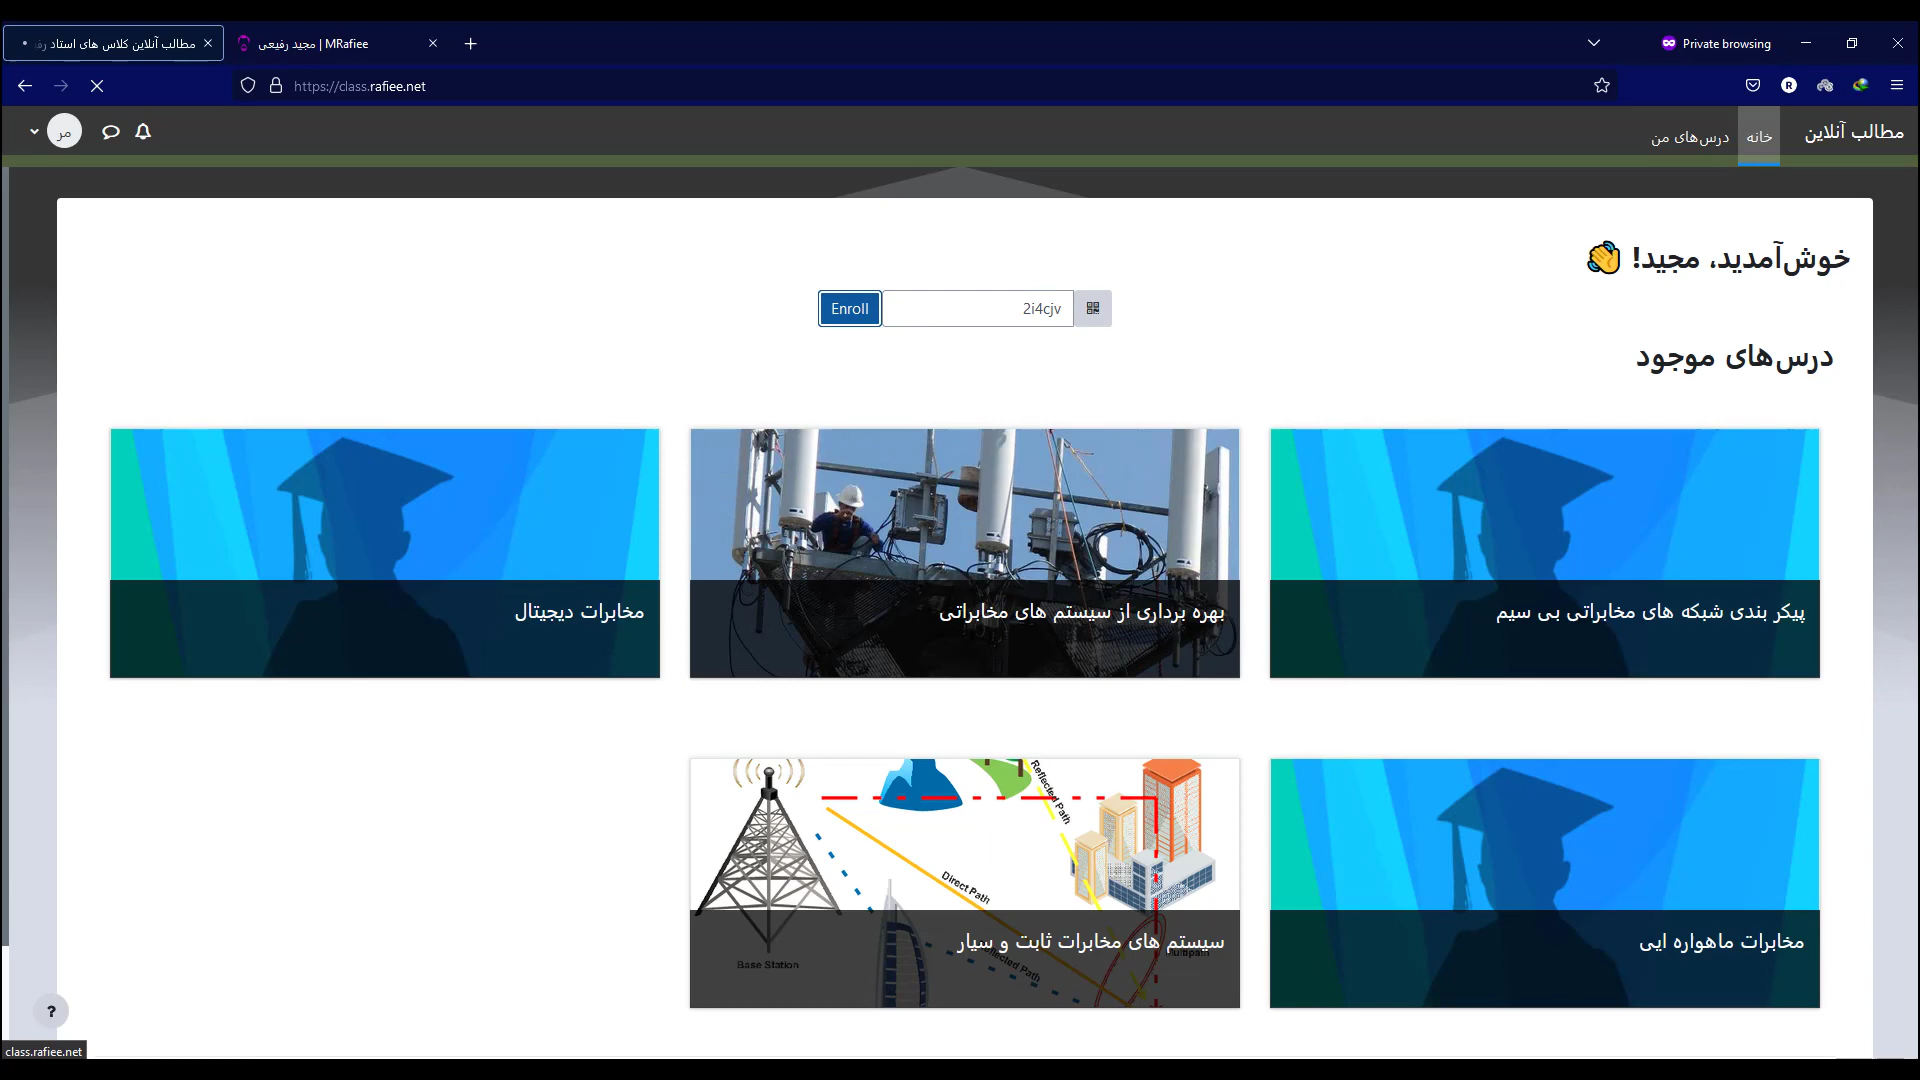 مطالب آنلاین کلاس های استاد
مجید رفیعی | MRafiee
Private browsing
https://class.rafiee.net
مطالب آنلاین
خانه
درس‌های من
مر
خوش‌آمدید، مجید! 👋
2i4cjv
Enroll
درس‌های موجود
پیکر بندی شبکه های مخابراتی بی سیم
بهره برداری از سیستم های مخابراتی
مخابرات دیجیتال
مخابرات ماهواره ایی
Reflected Path
Direct Path
سیستم های مخابرات ثابت و سیار
Base Station
?
class.rafiee.net